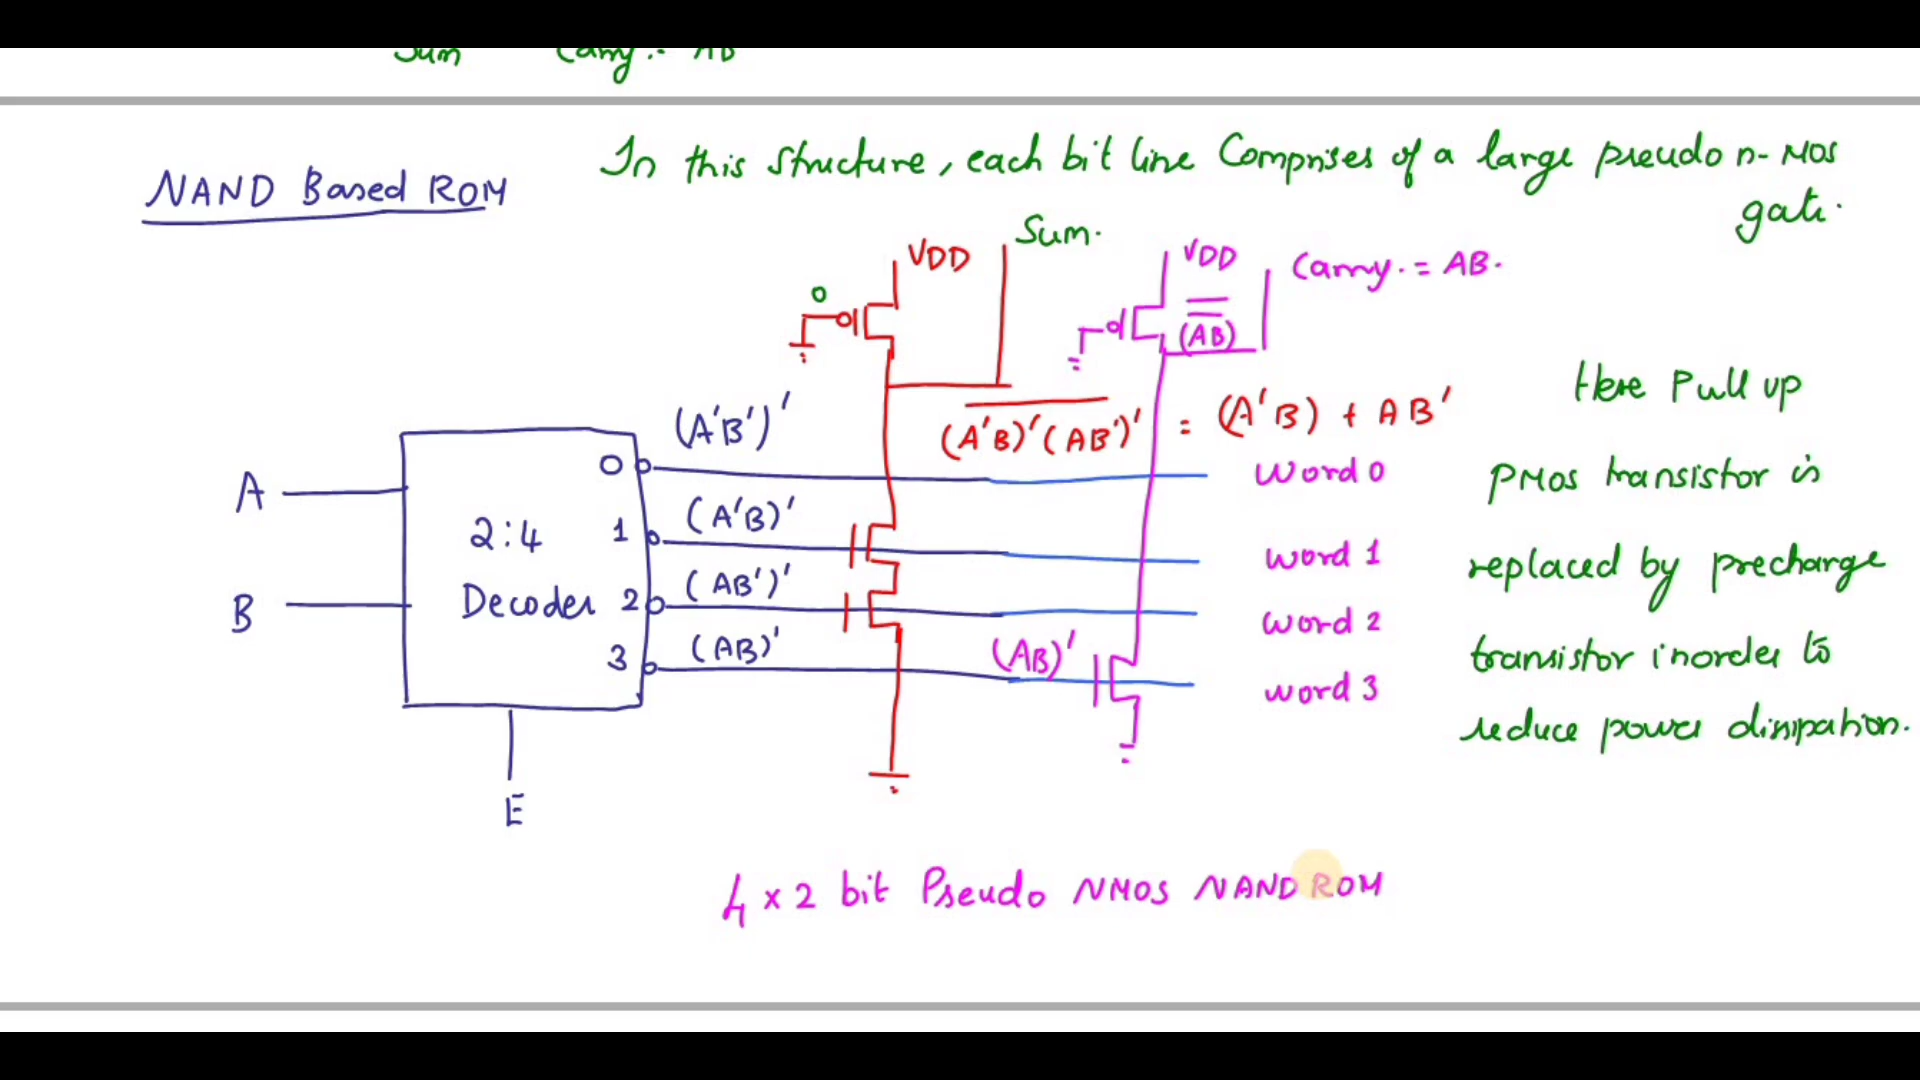 Sum Carry = AB
NAND Based ROM
In this structure, each bit line Comprises of a large pseudo n-MOS
gate.
Sum.
VDD
VDD
Carry. = AB.
0
(AB)
(A'B')'
(A'B)'(AB')' = (A'B) + AB'
Here Pull up
A
0
Word 0
PMOS transistor is
2:4
1
(A'B)'
Word 1
replaced by precharge
B
Decoder
2
(AB')'
Word 2
3
(AB)'
(AB)'
Word 3
transistor inorder to
reduce power dissipation.
E
4 x 2 bit Pseudo NMOS NAND ROM